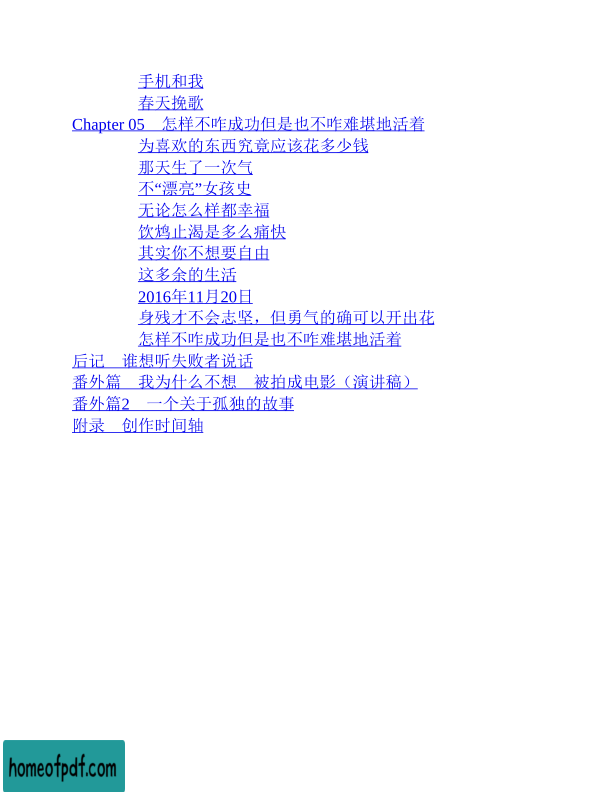 手机和我
春天挽歌
Chapter 05　怎样不咋成功但是也不咋难堪地活着
为喜欢的东西究竟应该花多少钱
那天生了一次气
不“漂亮”女孩史
无论怎么样都幸福
饮鸩止渴是多么痛快
其实你不想要自由
这多余的生活
2016年11月20日
身残才不会志坚，但勇气的确可以开出花
怎样不咋成功但是也不咋难堪地活着
后记　谁想听失败者说话
番外篇　我为什么不想　被拍成电影（演讲稿）
番外篇2　一个关于孤独的故事
附录　创作时间轴
homeofpdf.com